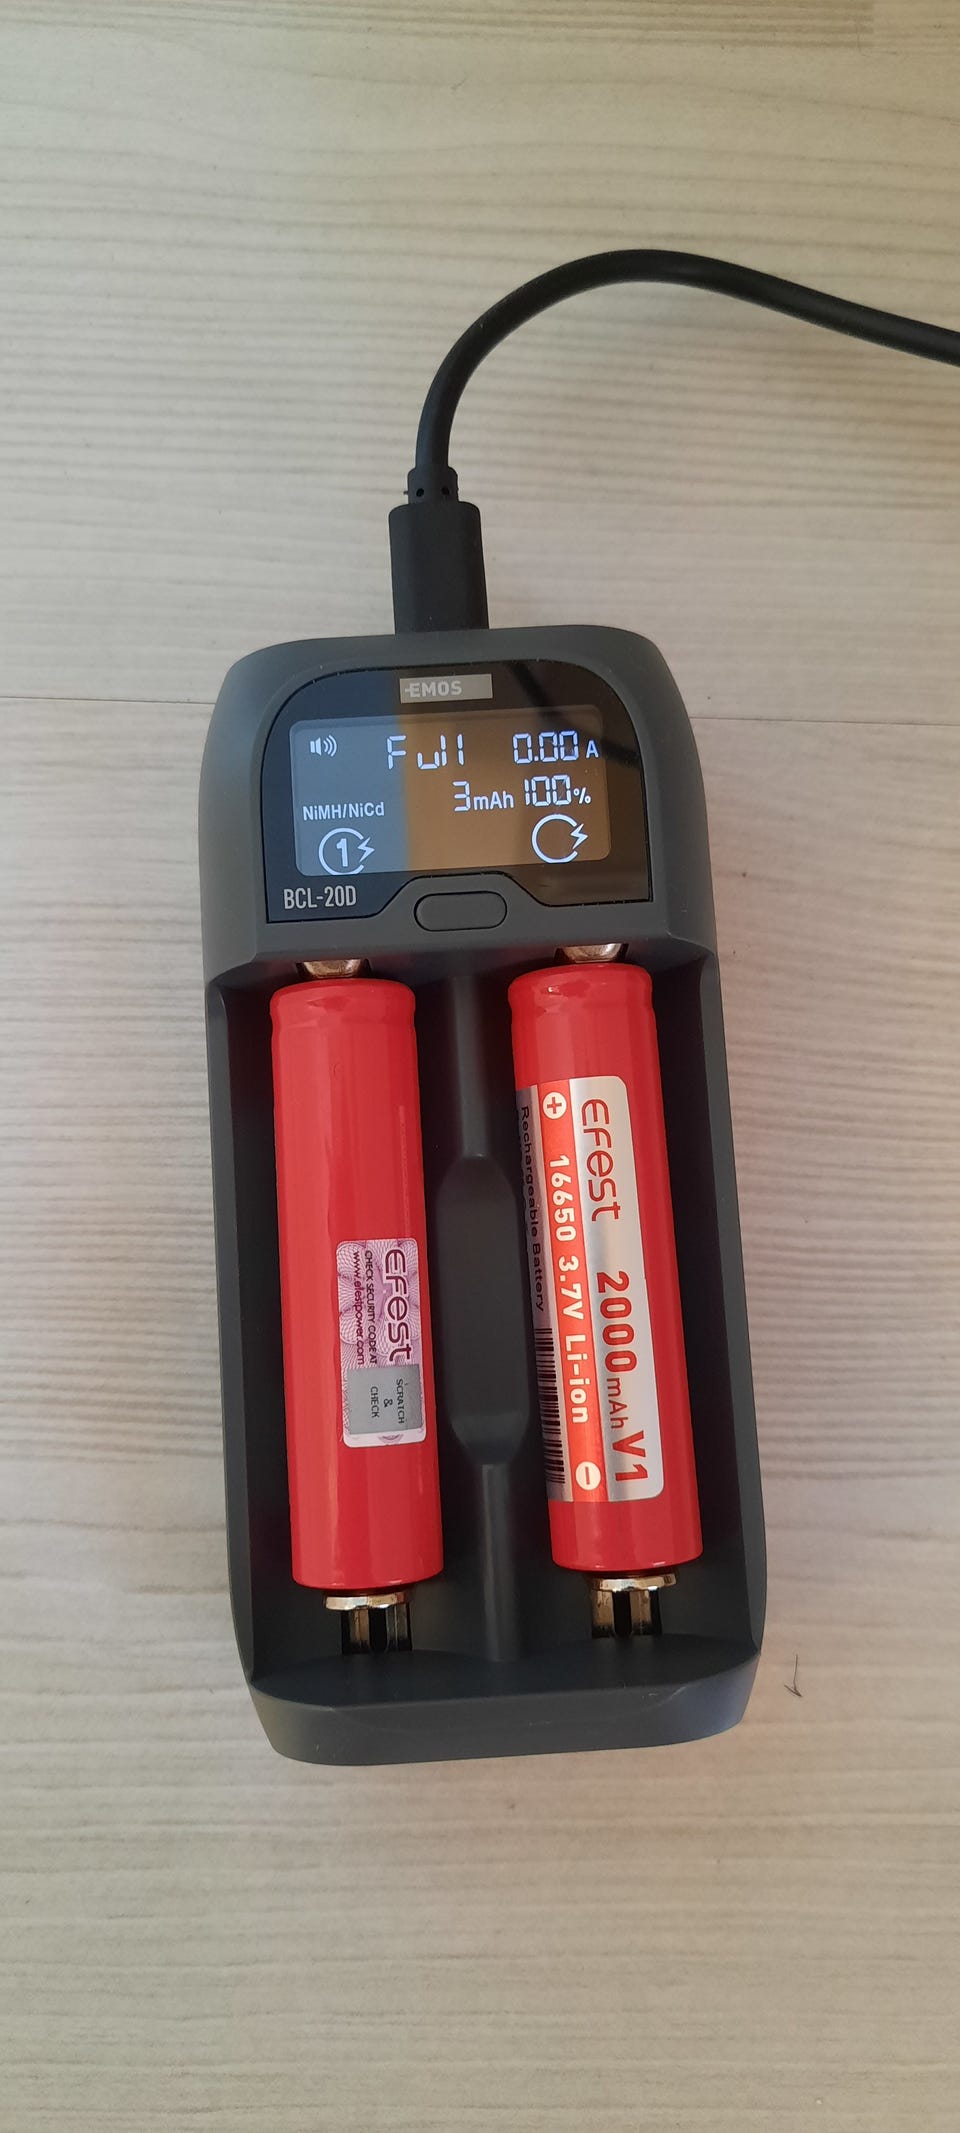 EMOS
Full 0.00 A
3mAh 100%
NiMH/NiCd
1
BCL-20D
Efest
CHECK SECURITY CODE AT
www.efestpower.com
SCRATCH
&
CHECK
Efest 2000mAh V1
+ 16650 3.7V Li-ion −
Rechargeable Battery